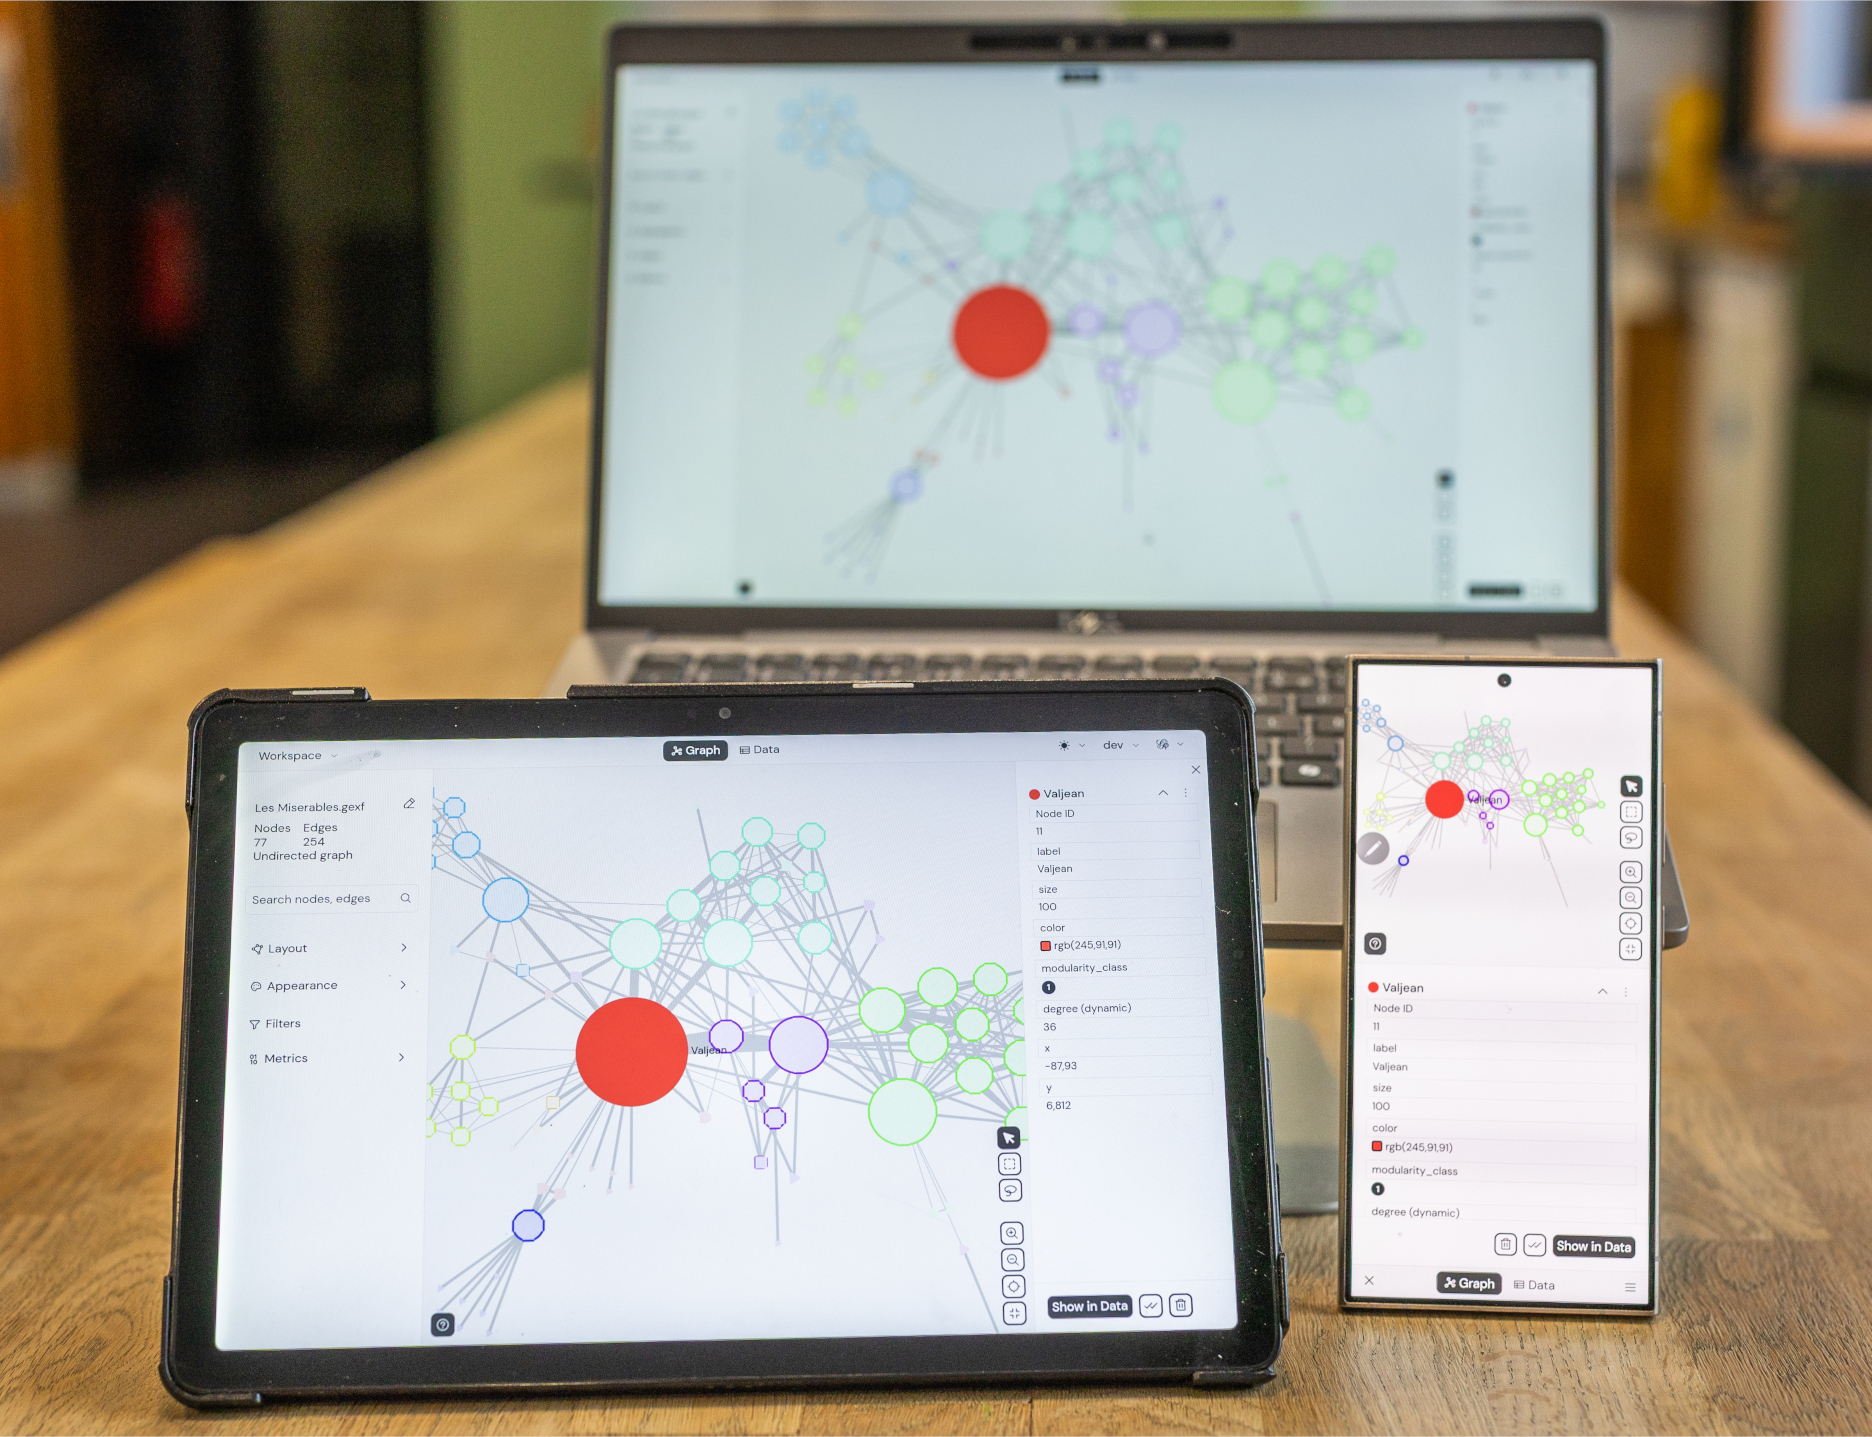 Workspace
Graph
Data
dev
Les Miserables.gexf
Nodes Edges
77 254
Undirected graph
Search nodes, edges
Layout
Appearance
Filters
Metrics
Valjean
Valjean
Node ID
11
label
Valjean
size
100
color
rgb(245,91,91)
modularity_class
1
degree (dynamic)
36
x
-87,93
y
6,812
Show in Data
Valjean
Valjean
Node ID
11
label
Valjean
size
100
color
rgb(245,91,91)
modularity_class
1
degree (dynamic)
Show in Data
Graph
Data